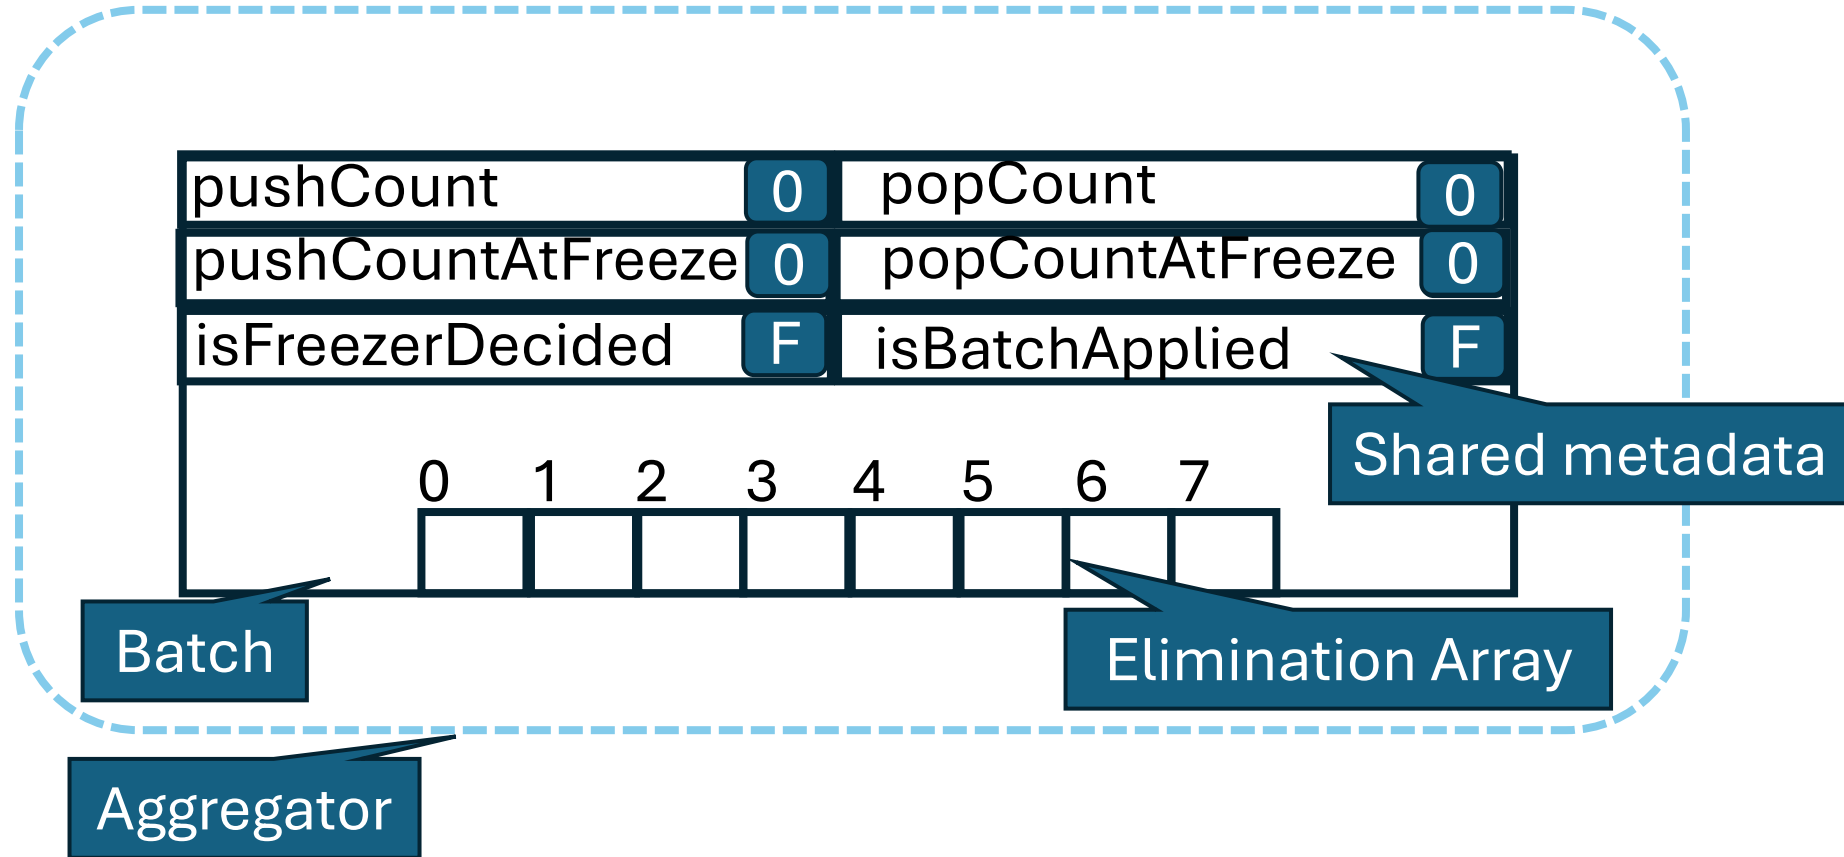 pushCount 0 popCount 0
pushCountAtFreeze 0 popCountAtFreeze 0
isFreezerDecided F isBatchApplied F
Shared metadata
0 1 2 3 4 5 6 7
Batch
Elimination Array
Aggregator